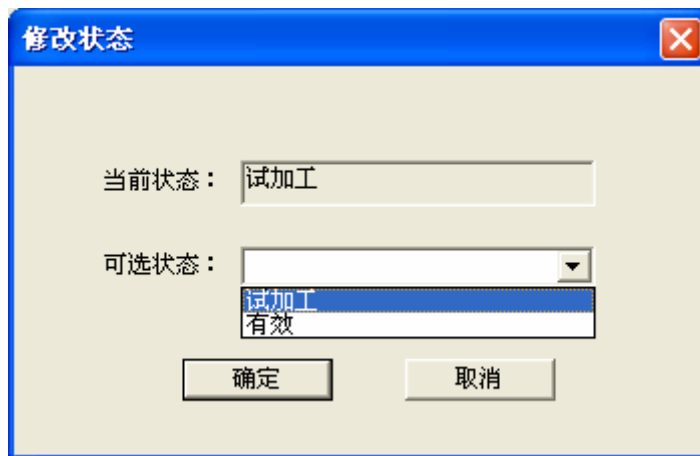 修改状态
当前状态：
试加工
可选状态：
试加工
有效
确定
取消